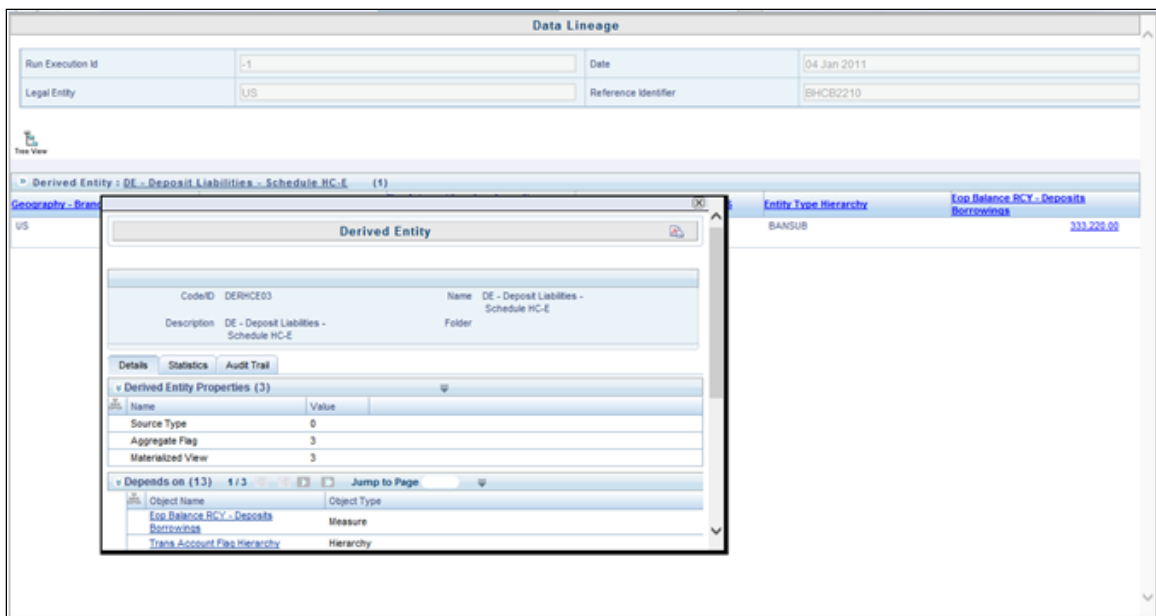 Data Lineage
Run Execution Id -1 Date 04 Jan 2011
Legal Entity US Reference Identifier BHCB2210
Tree View
Derived Entity : DE - Deposit Liabilities - Schedule HC-E (1)
Geography - Entity Type Hierarchy Eop Balance RCY - Deposits
Borrowings
US BANSUB 333,220.00
Derived Entity
Code/ID DERHCE03 Name DE - Deposit Liabilities -
Schedule HC-E
Description DE - Deposit Liabilities - Folder
Schedule HC-E
Details Statistics Audit Trail
Derived Entity Properties (3)
Name Value
Source Type 0
Aggregate Flag 3
Materialized View 3
Depends on (13) 1/3 Jump to Page
Object Name Object Type
Eop Balance RCY - Deposits
Borrowings Measure
Trans Account Flag Hierarchy Hierarchy